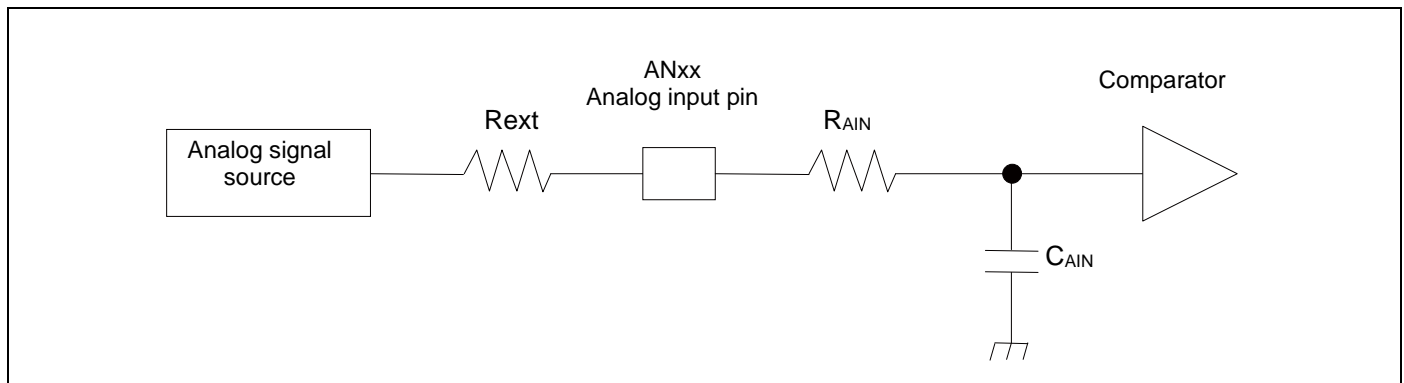 ANxx
Analog input pin
Comparator
Rext
RAIN
Analog signal
source
CAIN